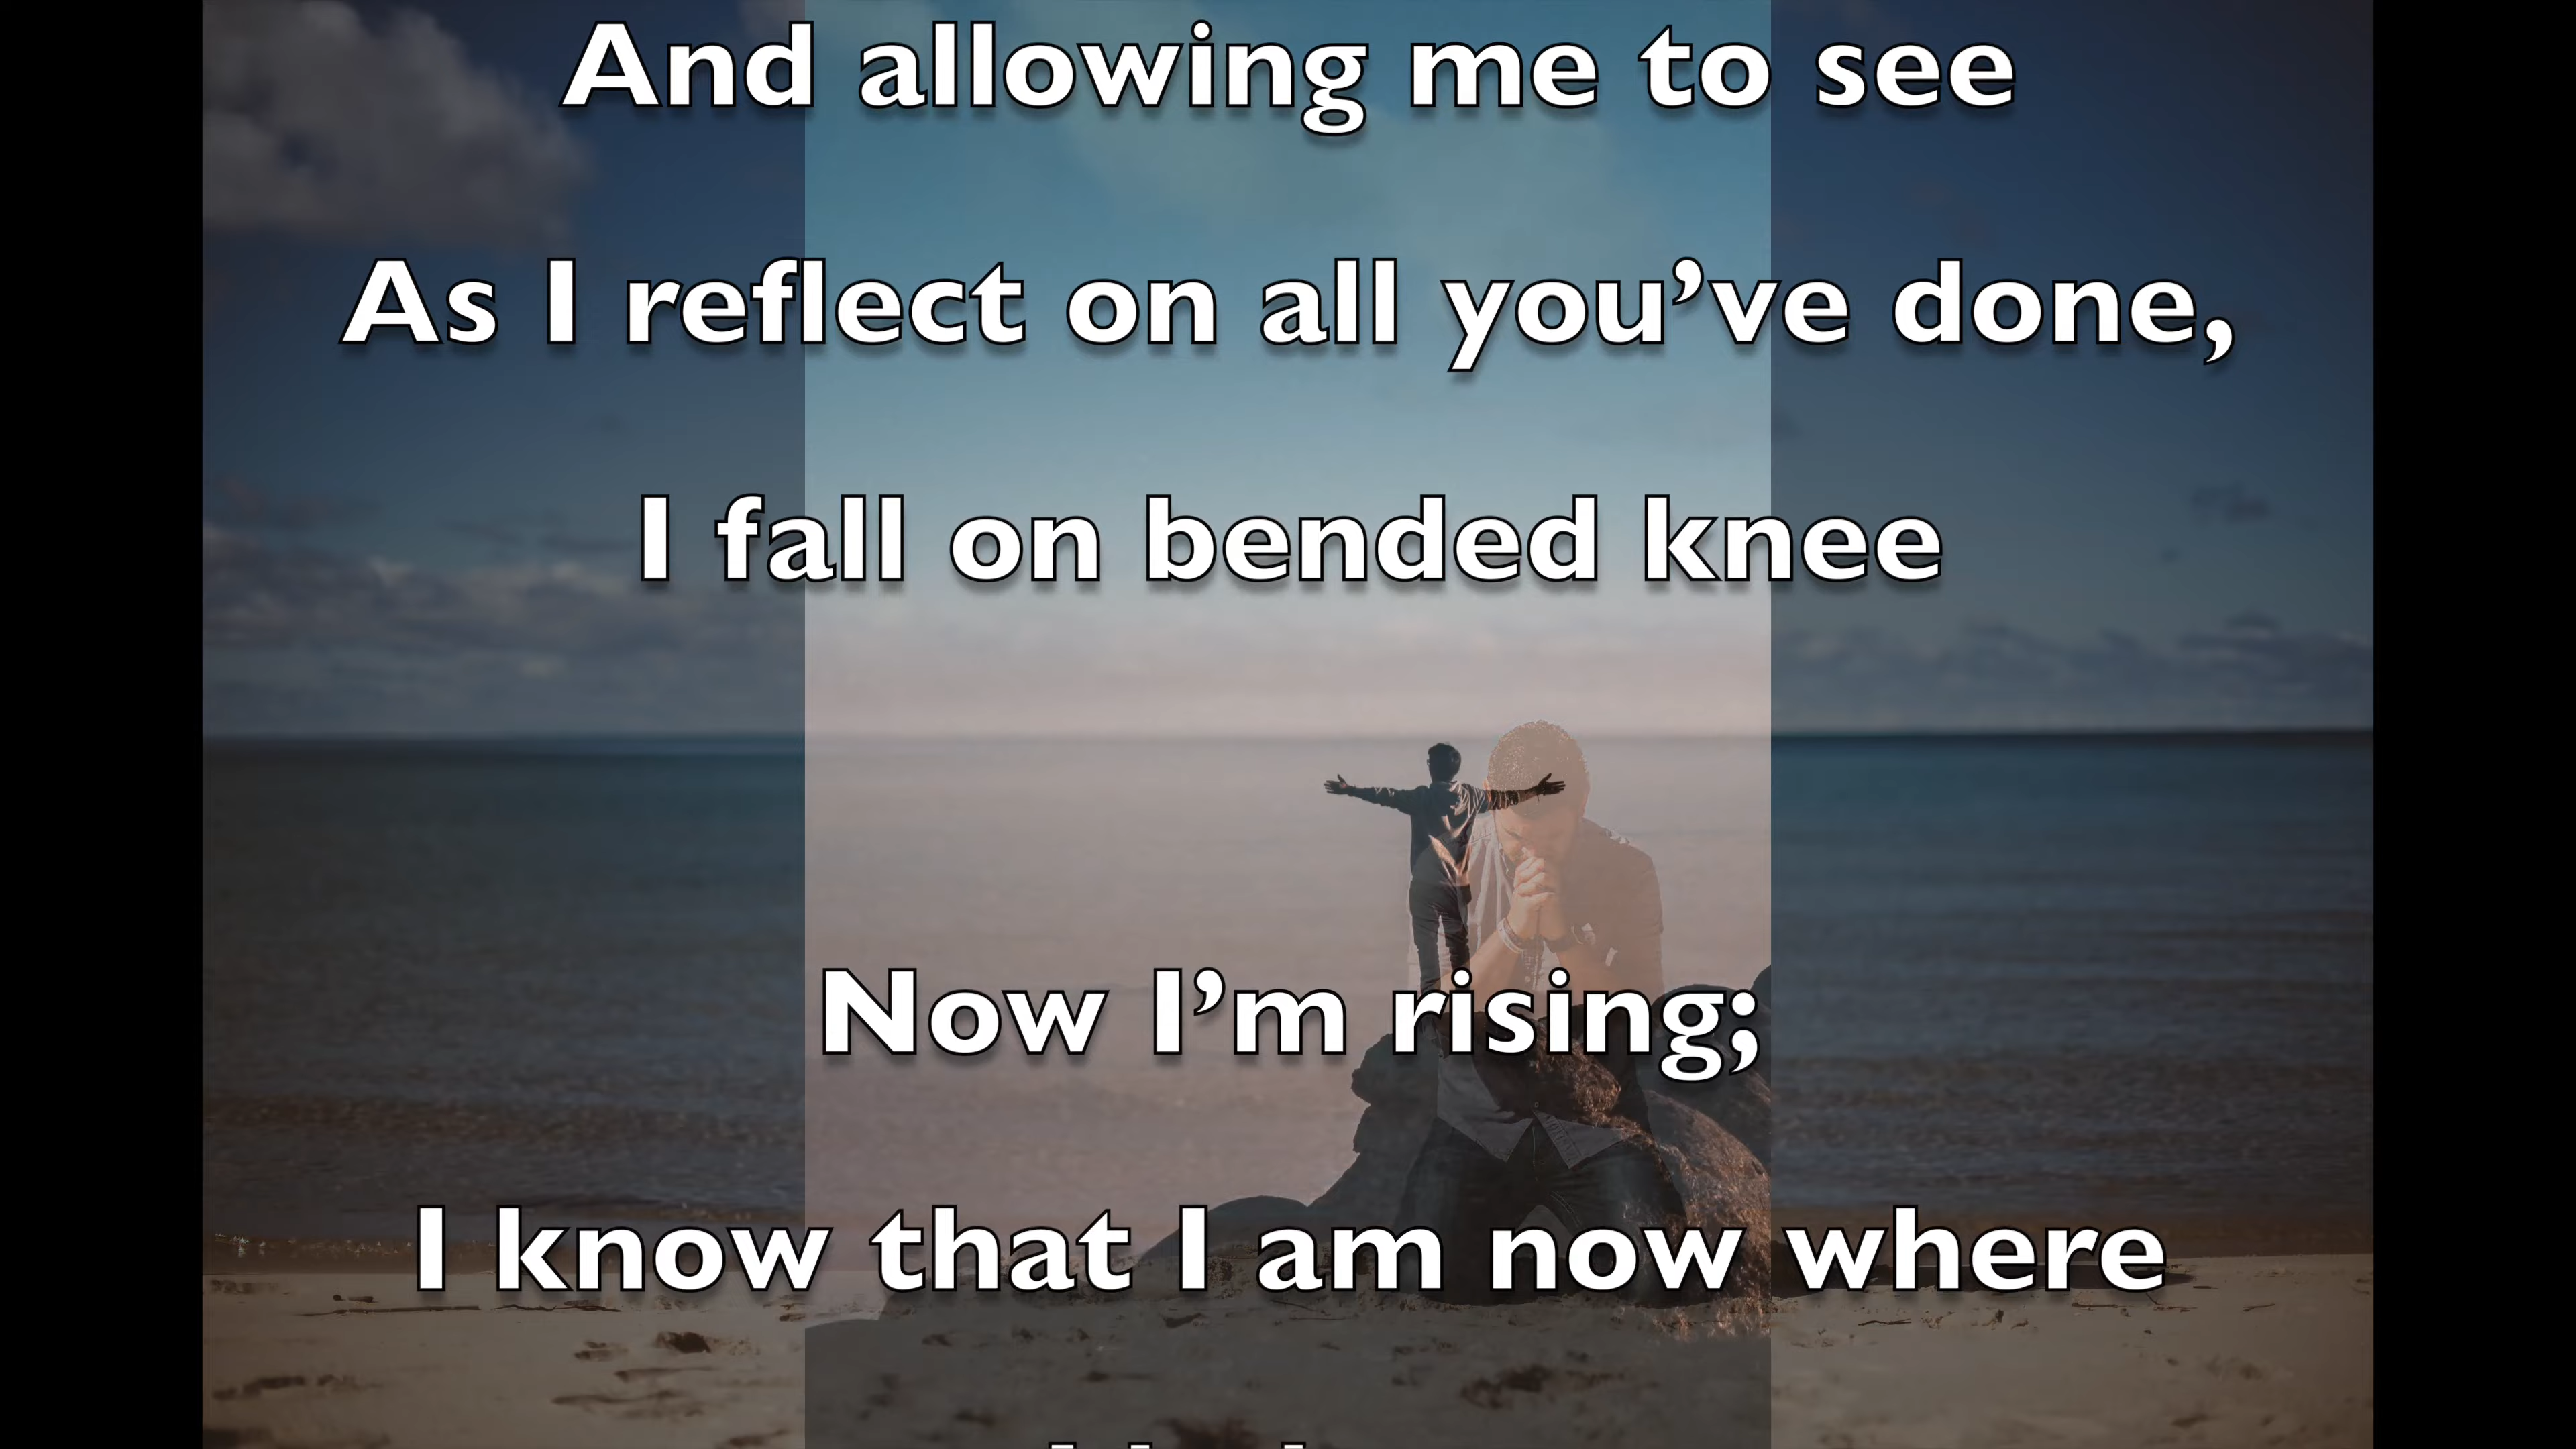 And allowing me to see
As I reflect on all you’ve done,
I fall on bended knee
Now I’m rising;
I know that I am now where